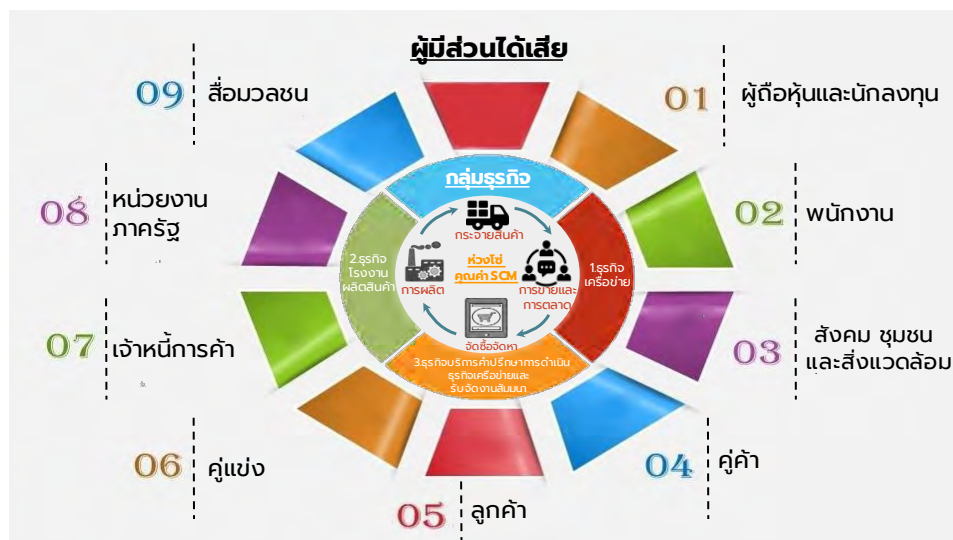 ผู้มีส่วนได้เสีย
01
ผู้ถือหุ้นและนักลงทุน
02
พนักงาน
03
สังคม ชุมชน
และสิ่งแวดล้อม
04
คู่ค้า
05
ลูกค้า
06
คู่แข่ง
07
เจ้าหนี้การค้า
08
หน่วยงาน
ภาครัฐ
09
สื่อมวลชน
กลุ่มธุรกิจ
1.ธุรกิจ
เครือข่าย
2.ธุรกิจ
โรงงาน
ผลิตสินค้า
3.ธุรกิจบริการคำปรึกษาการดำเนิน
ธุรกิจเครือข่ายและ
รับจัดงานสัมมนา
ห่วงโซ่
คุณค่า SCM
กระจายสินค้า
การขายและ
การตลาด
จัดซื้อจัดหา
การผลิต